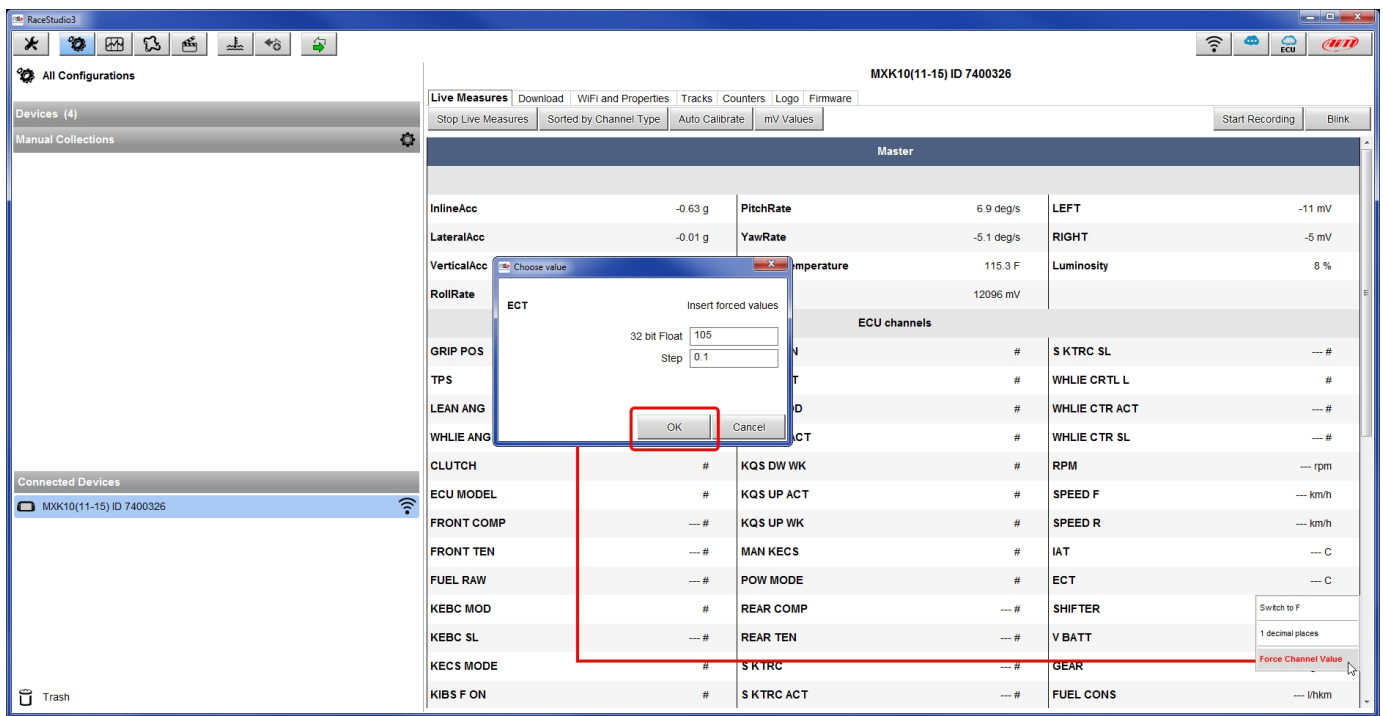 RaceStudio3
ECU
AiM
All Configurations
Devices (4)
Manual Collections
Connected Devices
MXK10(11-15) ID 7400326
Trash
MXK10(11-15) ID 7400326
Live Measures Download WiFi and Properties Tracks Counters Logo Firmware
Stop Live Measures Sorted by Channel Type Auto Calibrate mV Values Start Recording Blink
Master
InlineAcc -0.63 g PitchRate 6.9 deg/s LEFT -11 mV
LateralAcc -0.01 g YawRate -5.1 deg/s RIGHT -5 mV
VerticalAcc emperature 115.3 F Luminosity 8 %
RollRate 12096 mV
ECU channels
GRIP POS N # S KTRC SL --- #
TPS T # WHLIE CRTL L #
LEAN ANG OD # WHLIE CTR ACT --- #
WHLIE ANG ACT # WHLIE CTR SL --- #
CLUTCH # KQS DW WK # RPM --- rpm
ECU MODEL # KQS UP ACT # SPEED F --- km/h
FRONT COMP --- # KQS UP WK # SPEED R --- km/h
FRONT TEN --- # MAN KECS # IAT --- C
FUEL RAW --- # POW MODE # ECT --- C
KEBC MOD # REAR COMP --- # SHIFTER
KEBC SL --- # REAR TEN --- # V BATT
KECS MODE # S KTRC --- # GEAR
KIBS F ON # S KTRC ACT --- # FUEL CONS --- l/hkm
Choose value
ECT Insert forced values
32 bit Float 105
Step 0.1
OK Cancel
Switch to F
1 decimal places
Force Channel Value